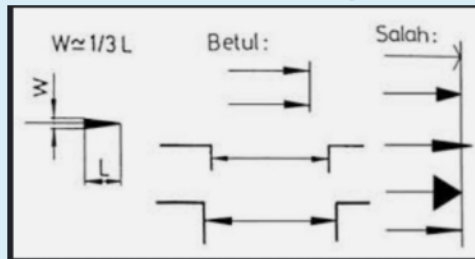 W≃1/3 L
Betul:
Salah:
W
L